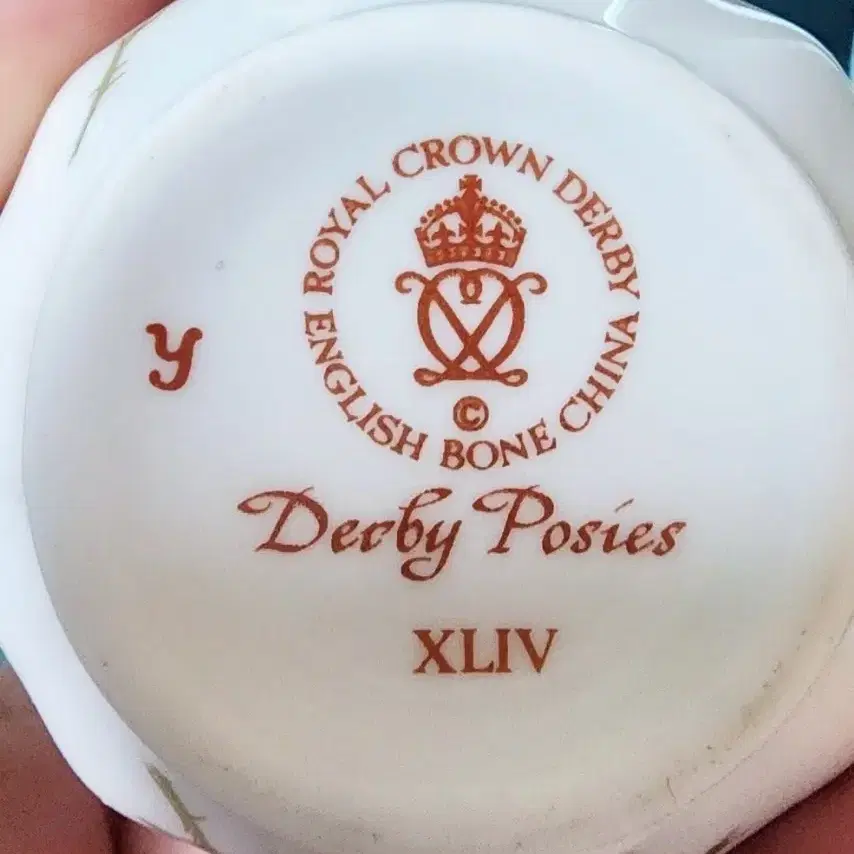 ROYAL CROWN DERBY
ENGLISH BONE CHINA
©
y
Derby Posies
XLIV